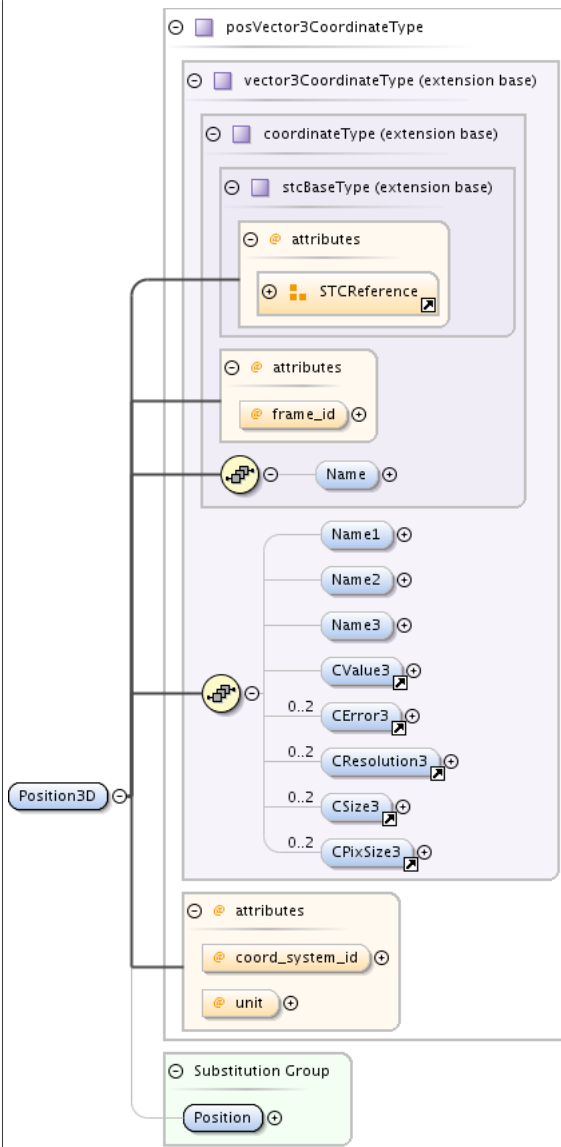 posVector3CoordinateType
vector3CoordinateType (extension base)
coordinateType (extension base)
stcBaseType (extension base)
@ attributes
STCReference
@ attributes
@ frame_id
Name
Name1
Name2
Name3
CValue3
0..2 CError3
0..2 CResolution3
0..2 CSize3
0..2 CPixSize3
Position3D
@ attributes
@ coord_system_id
@ unit
Substitution Group
Position